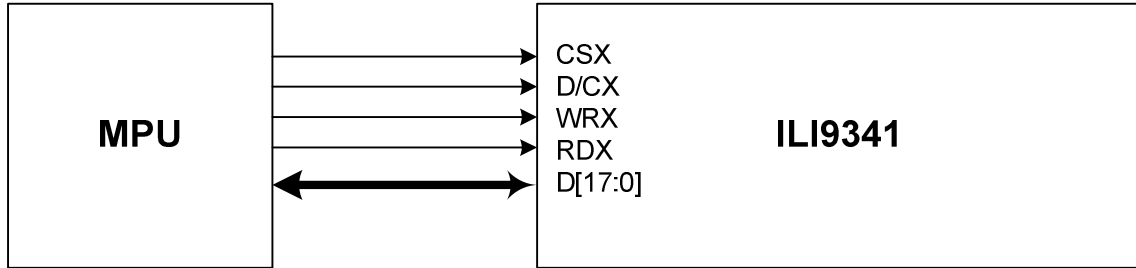 MPU
CSX
D/CX
WRX
RDX
D[17:0]
ILI9341